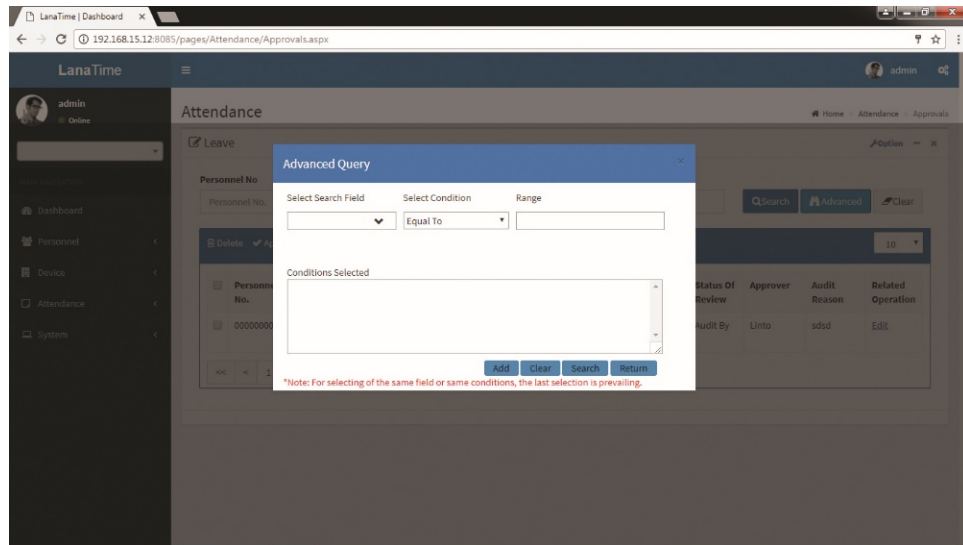 LanaTime | Dashboard
192.168.15.12:8085/pages/Attendance/Approvals.aspx
LanaTime
admin
admin
Online
Attendance
Home > Attendance > Approvals
Leave
Option
Personnel No
Personnel No.
Search
Advanced
Clear
MAIN NAVIGATION
Dashboard
Personnel
Device
Attendance
System
Delete
10
Status Of Review
Approver
Audit Reason
Related Operation
No.
00000000
Audit By
Linto
sdsd
Edit
<< < 1
Advanced Query
Select Search Field Select Condition Range
Equal To
Conditions Selected
Add Clear Search Return
*Note: For selecting of the same field or same conditions, the last selection is prevailing.